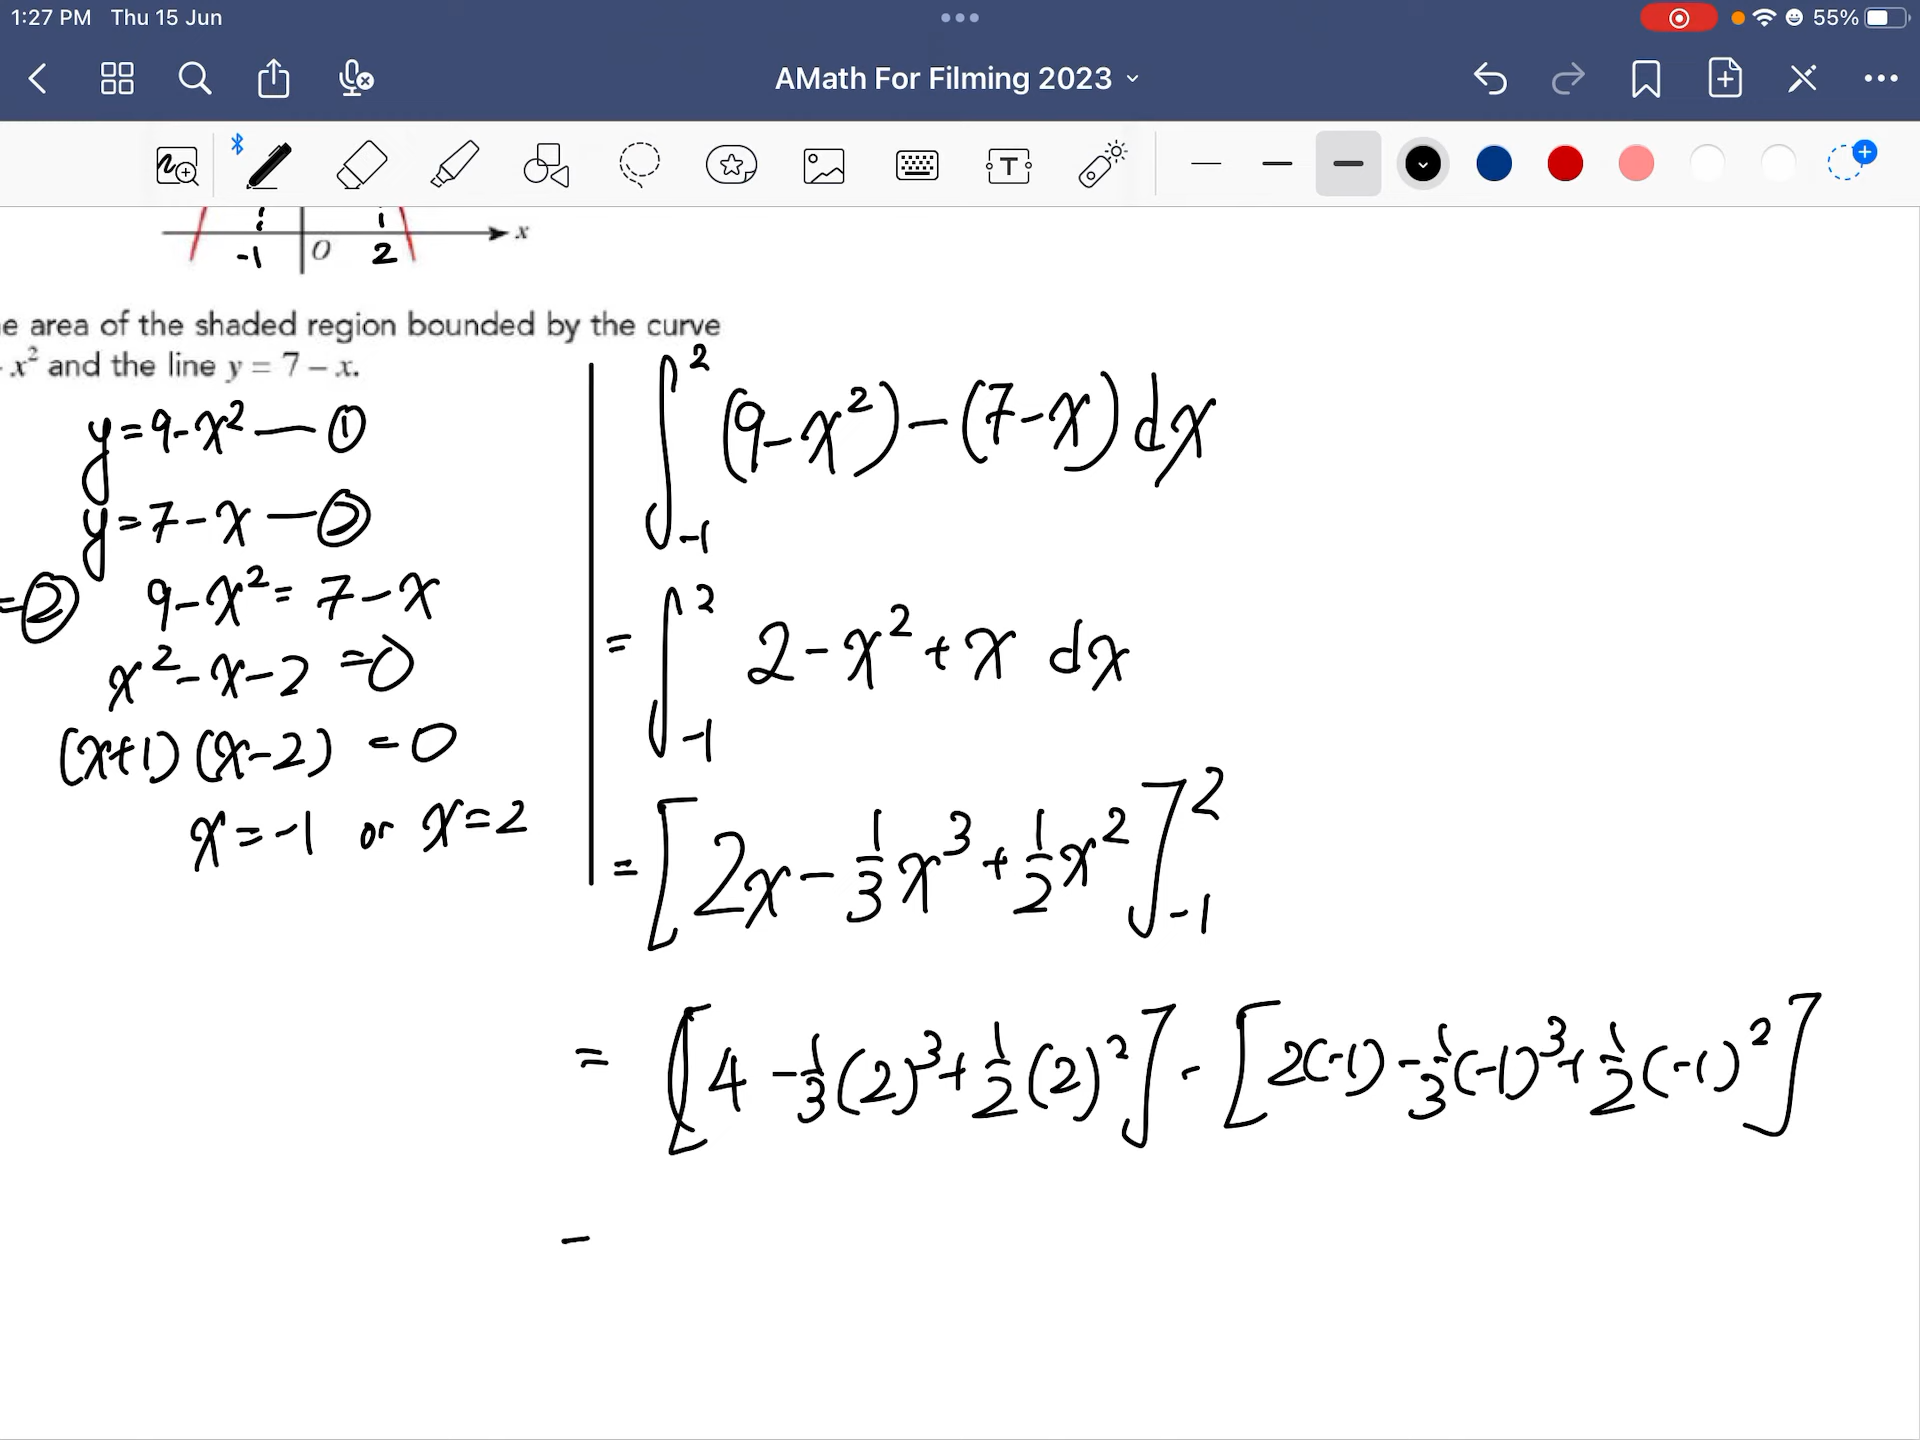 1:27 PM Thu 15 Jun
55%
AMath For Filming 2023
T
x
-1 O 2
e area of the shaded region bounded by the curve
x² and the line y = 7 – x.
y = 9 - x² — ①
y = 7 - x — ②
= ② 9 - x² = 7 - x
x² - x - 2 = 0
(x+1)(x-2) = 0
x = -1 or x = 2
∫₋₁² (9-x²) - (7-x) dx
= ∫₋₁² 2 - x² + x dx
= [2x - 1/3 x³ + 1/2 x²]₋₁²
= [4 - 1/3 (2)³ + 1/2 (2)²] - [2(-1) - 1/3 (-1)³ + 1/2 (-1)²]
-